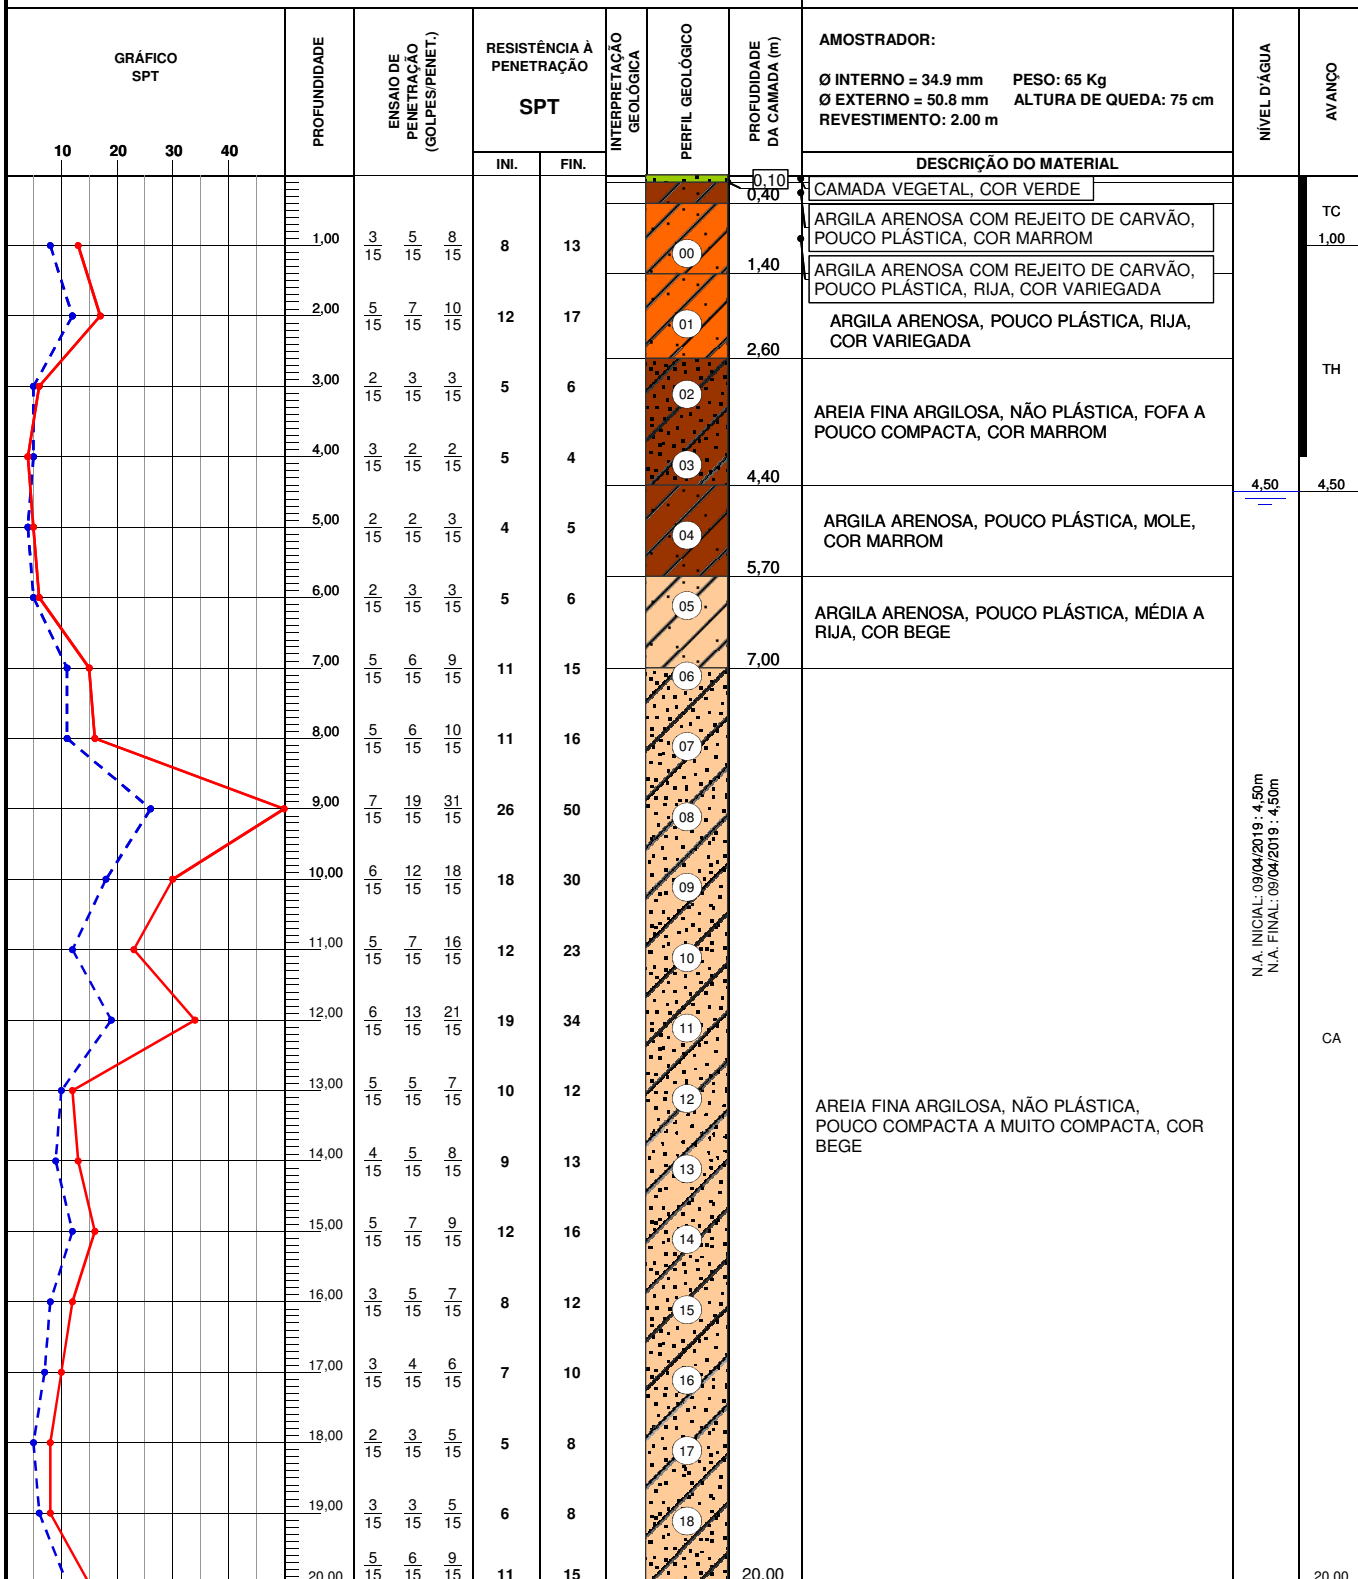 GRÁFICO
SPT
10 20 30 40
PROFUNDIDADE
ENSAIO DE
PENETRAÇÃO
(GOLPES/PENET.)
RESISTÊNCIA À
PENETRAÇÃO
SPT
INI. FIN.
INTERPRETAÇÃO
GEOLÓGICA
PERFIL GEOLÓGICO
PROFUDIDADE
DA CAMADA (m)
AMOSTRADOR:
Ø INTERNO = 34.9 mm PESO: 65 Kg
Ø EXTERNO = 50.8 mm ALTURA DE QUEDA: 75 cm
REVESTIMENTO: 2.00 m
DESCRIÇÃO DO MATERIAL
NÍVEL D'ÁGUA
AVANÇO
0,10
CAMADA VEGETAL, COR VERDE
0,40
ARGILA ARENOSA COM REJEITO DE CARVÃO,
POUCO PLÁSTICA, COR MARROM
TC
1,00 3/15 5/15 8/15 8 13 00 1,00
1,40
ARGILA ARENOSA COM REJEITO DE CARVÃO,
POUCO PLÁSTICA, RIJA, COR VARIEGADA
2,00 5/15 7/15 10/15 12 17 01
ARGILA ARENOSA, POUCO PLÁSTICA, RIJA,
COR VARIEGADA
2,60
TH
3,00 2/15 3/15 3/15 5 6 02
AREIA FINA ARGILOSA, NÃO PLÁSTICA, FOFA A
POUCO COMPACTA, COR MARROM
4,00 3/15 2/15 2/15 5 4 03
4,40
4,50 4,50
5,00 2/15 2/15 3/15 4 5 04
ARGILA ARENOSA, POUCO PLÁSTICA, MOLE,
COR MARROM
5,70
6,00 2/15 3/15 3/15 5 6 05
ARGILA ARENOSA, POUCO PLÁSTICA, MÉDIA A
RIJA, COR BEGE
7,00 5/15 6/15 9/15 11 15 06 7,00
8,00 5/15 6/15 10/15 11 16 07
9,00 7/15 19/15 31/15 26 50 08
N.A. INICIAL: 09/04/2019 : 4,50m
N.A. FINAL: 09/04/2019 : 4,50m
10,00 6/15 12/15 18/15 18 30 09
11,00 5/15 7/15 16/15 12 23 10
12,00 6/15 13/15 21/15 19 34 11
CA
13,00 5/15 5/15 7/15 10 12 12
AREIA FINA ARGILOSA, NÃO PLÁSTICA,
POUCO COMPACTA A MUITO COMPACTA, COR
BEGE
14,00 4/15 5/15 8/15 9 13 13
15,00 5/15 7/15 9/15 12 16 14
16,00 3/15 5/15 7/15 8 12 15
17,00 3/15 4/15 6/15 7 10 16
18,00 2/15 3/15 5/15 5 8 17
19,00 3/15 3/15 5/15 6 8 18
20,00 5/15 6/15 9/15 11 15 20,00 20,00